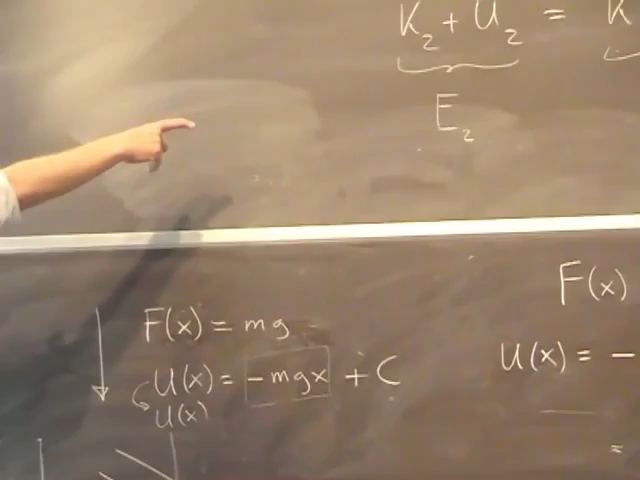 K₂ + U₂ = K
E₂
F(x) = mg
U(x) = -mgx + C
U(x)
F(x)
U(x) = -
=